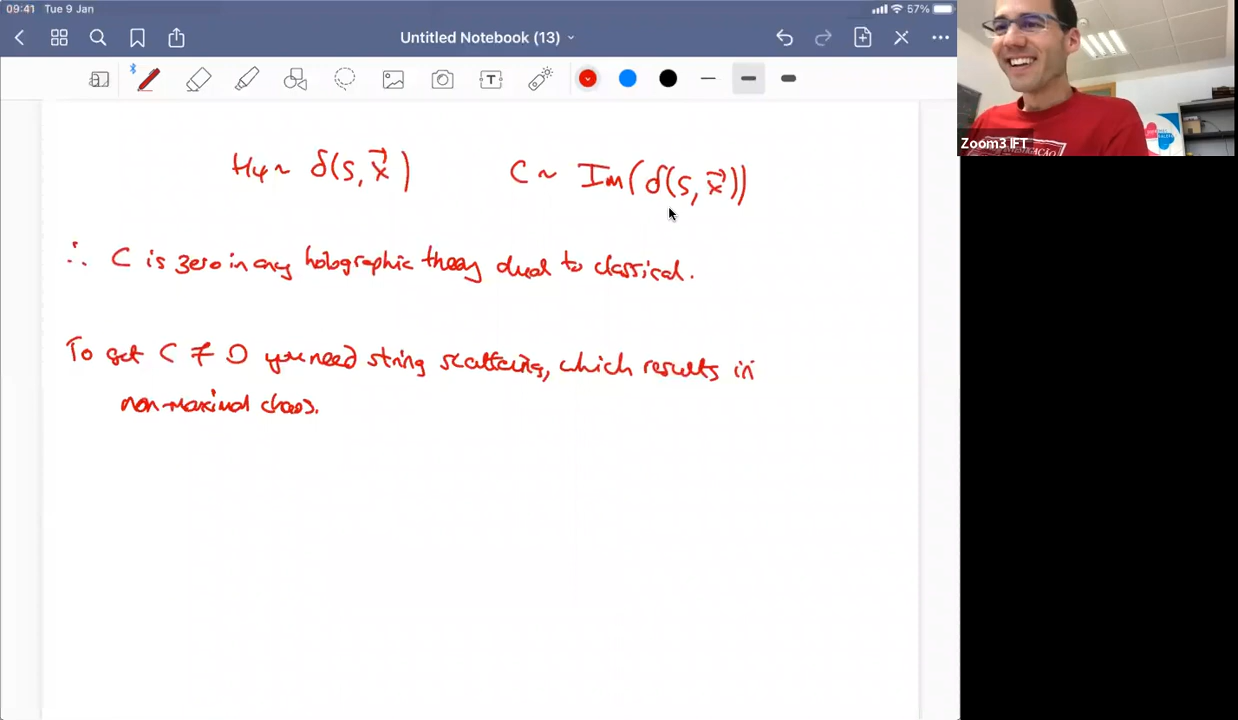 09:41 Tue 9 Jan
57%
Untitled Notebook (13)
Zoom3 IFT
H₄ ~ δ(s, x⃗) C ~ Im(δ(s, x⃗))
∴ C is zero in any holographic theory dual to classical.
To get C ≠ 0 you need string scattering, which results in
non-maximal chaos.